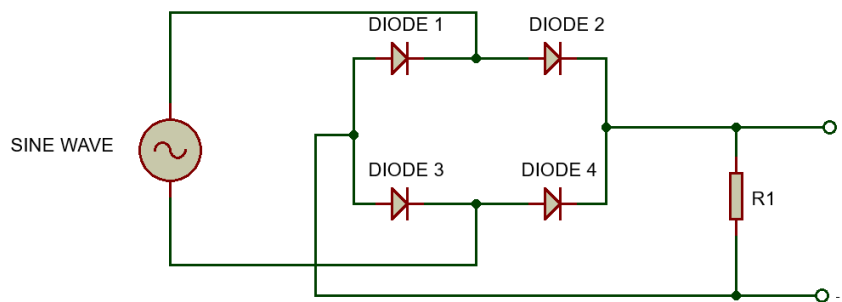 DIODE 1
DIODE 2
SINE WAVE
DIODE 3
DIODE 4
R1
-